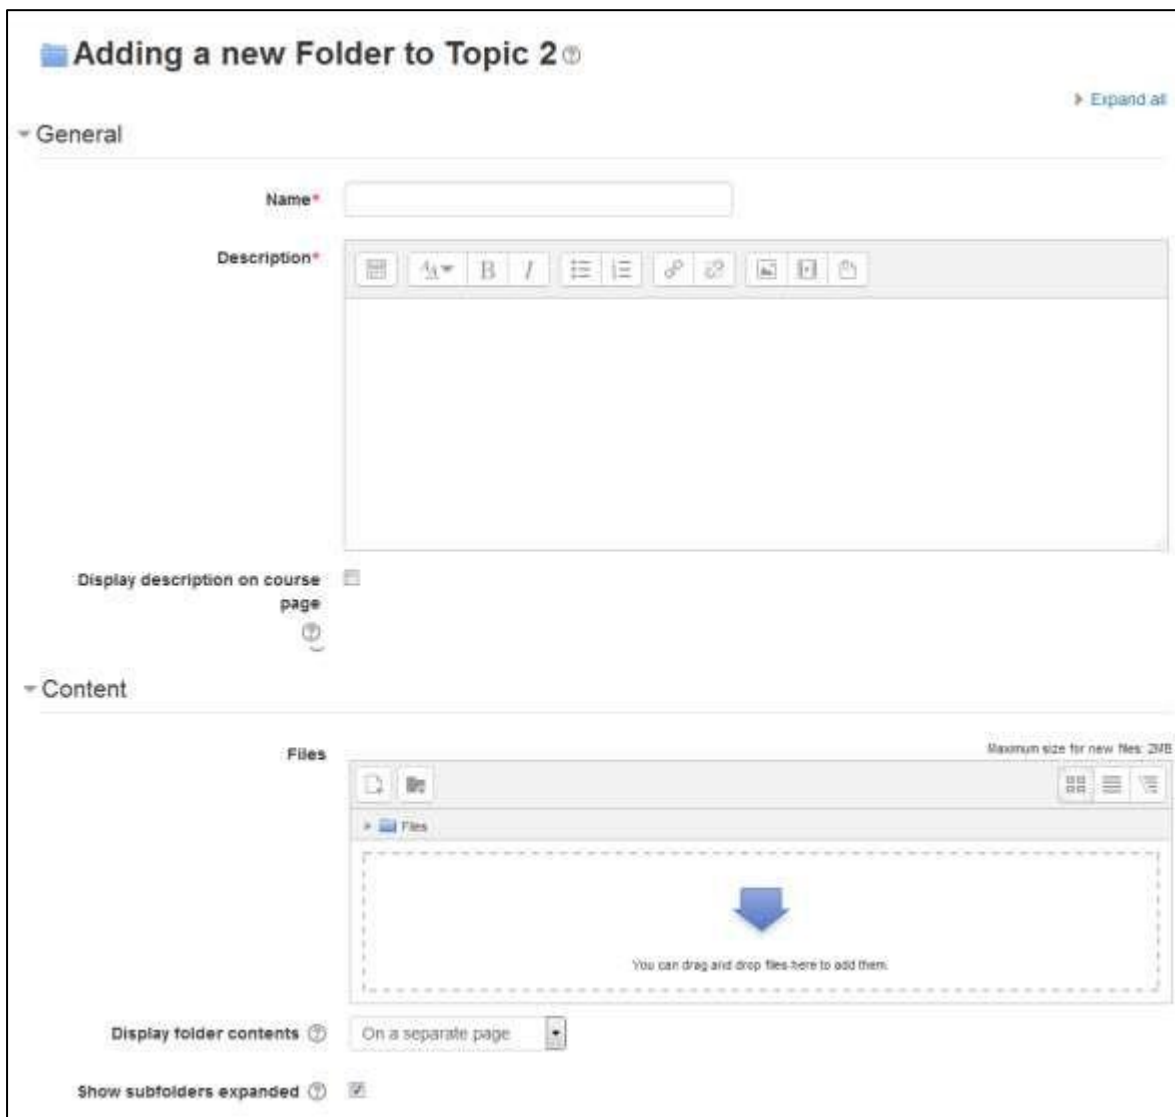 Adding a new Folder to Topic 2
Expand all
General
Name*
Description*
Display description on course
page
Content
Files
Maximum size for new files: 2MB
Files
You can drag and drop files here to add them.
Display folder contents
On a separate page
Show subfolders expanded